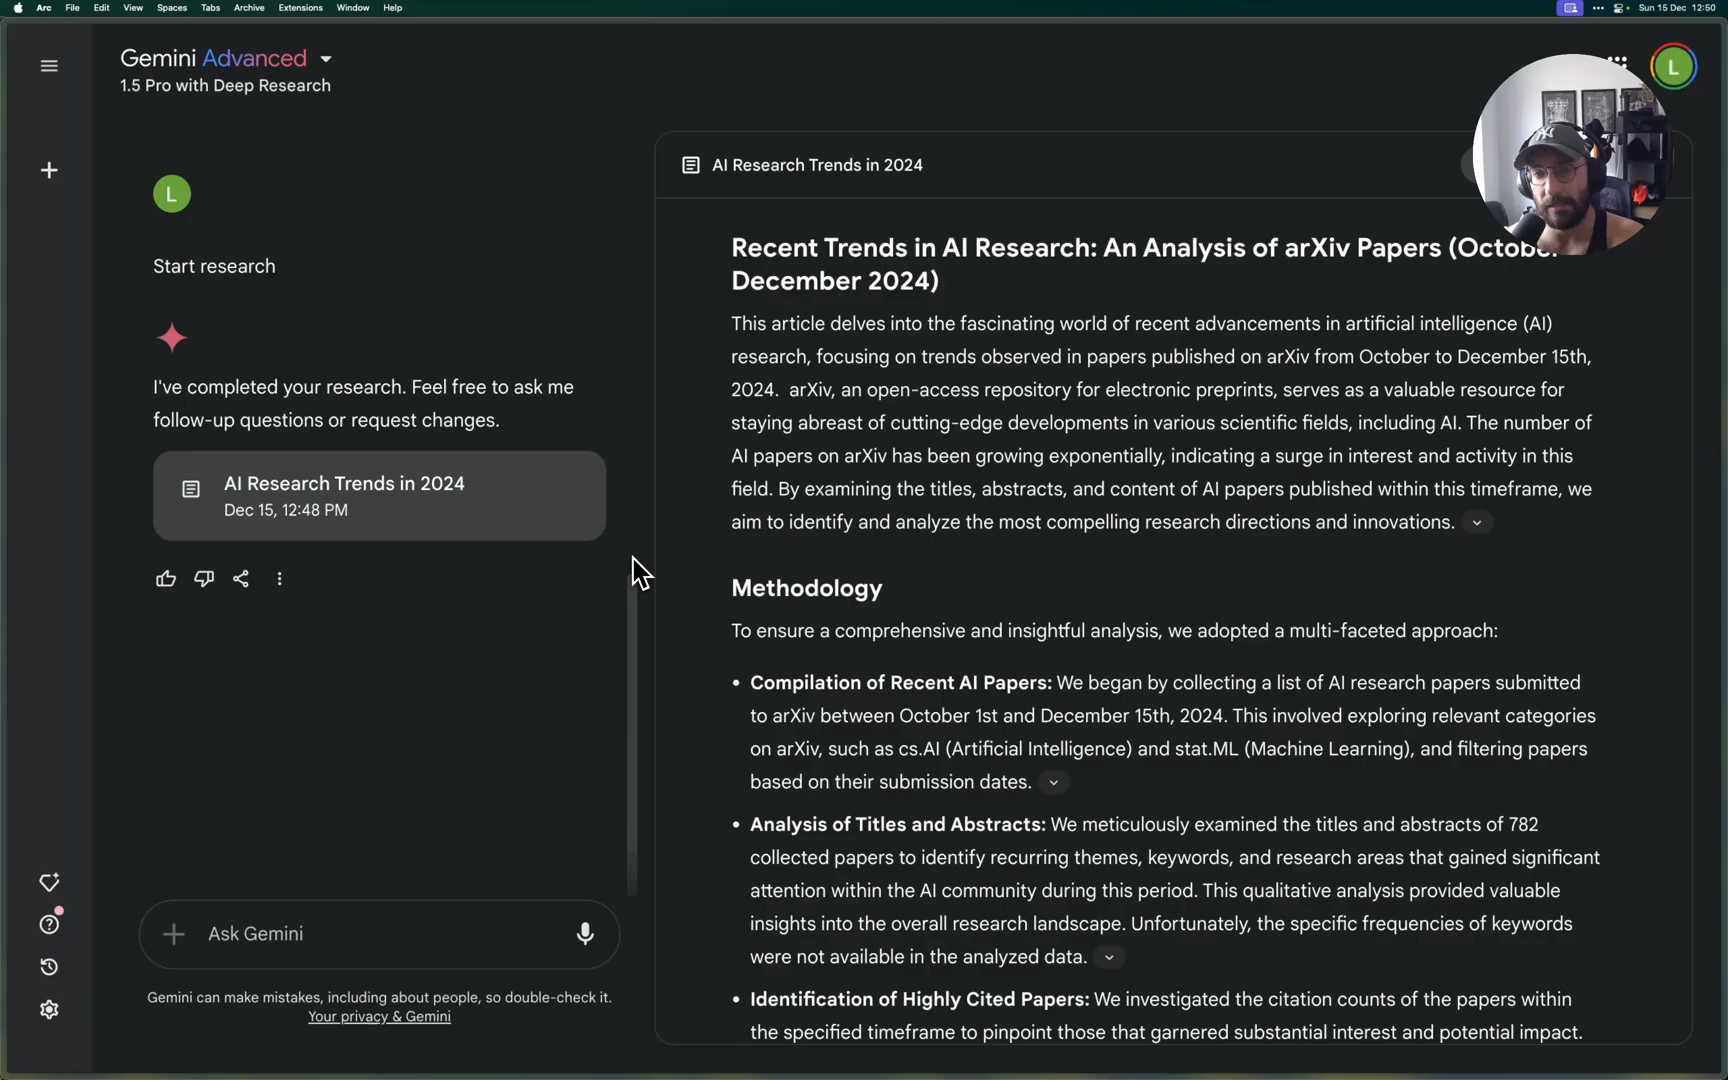 Arc File Edit View Spaces Tabs Archive Extensions Window Help
Sun 15 Dec 12:50
Gemini Advanced
1.5 Pro with Deep Research
L
L
Start research
I've completed your research. Feel free to ask me
follow-up questions or request changes.
AI Research Trends in 2024
Dec 15, 12:48 PM
Ask Gemini
Gemini can make mistakes, including about people, so double-check it.
Your privacy & Gemini
AI Research Trends in 2024
Recent Trends in AI Research: An Analysis of arXiv Papers
December 2024)
This article delves into the fascinating world of recent advancements in artificial intelligence (AI)
research, focusing on trends observed in papers published on arXiv from October to December 15th,
2024. arXiv, an open-access repository for electronic preprints, serves as a valuable resource for
staying abreast of cutting-edge developments in various scientific fields, including AI. The number of
AI papers on arXiv has been growing exponentially, indicating a surge in interest and activity in this
field. By examining the titles, abstracts, and content of AI papers published within this timeframe, we
aim to identify and analyze the most compelling research directions and innovations.
Methodology
To ensure a comprehensive and insightful analysis, we adopted a multi-faceted approach:
• Compilation of Recent AI Papers: We began by collecting a list of AI research papers submitted
to arXiv between October 1st and December 15th, 2024. This involved exploring relevant categories
on arXiv, such as cs.AI (Artificial Intelligence) and stat.ML (Machine Learning), and filtering papers
based on their submission dates.
• Analysis of Titles and Abstracts: We meticulously examined the titles and abstracts of 782
collected papers to identify recurring themes, keywords, and research areas that gained significant
attention within the AI community during this period. This qualitative analysis provided valuable
insights into the overall research landscape. Unfortunately, the specific frequencies of keywords
were not available in the analyzed data.
• Identification of Highly Cited Papers: We investigated the citation counts of the papers within
the specified timeframe to pinpoint those that garnered substantial interest and potential impact.